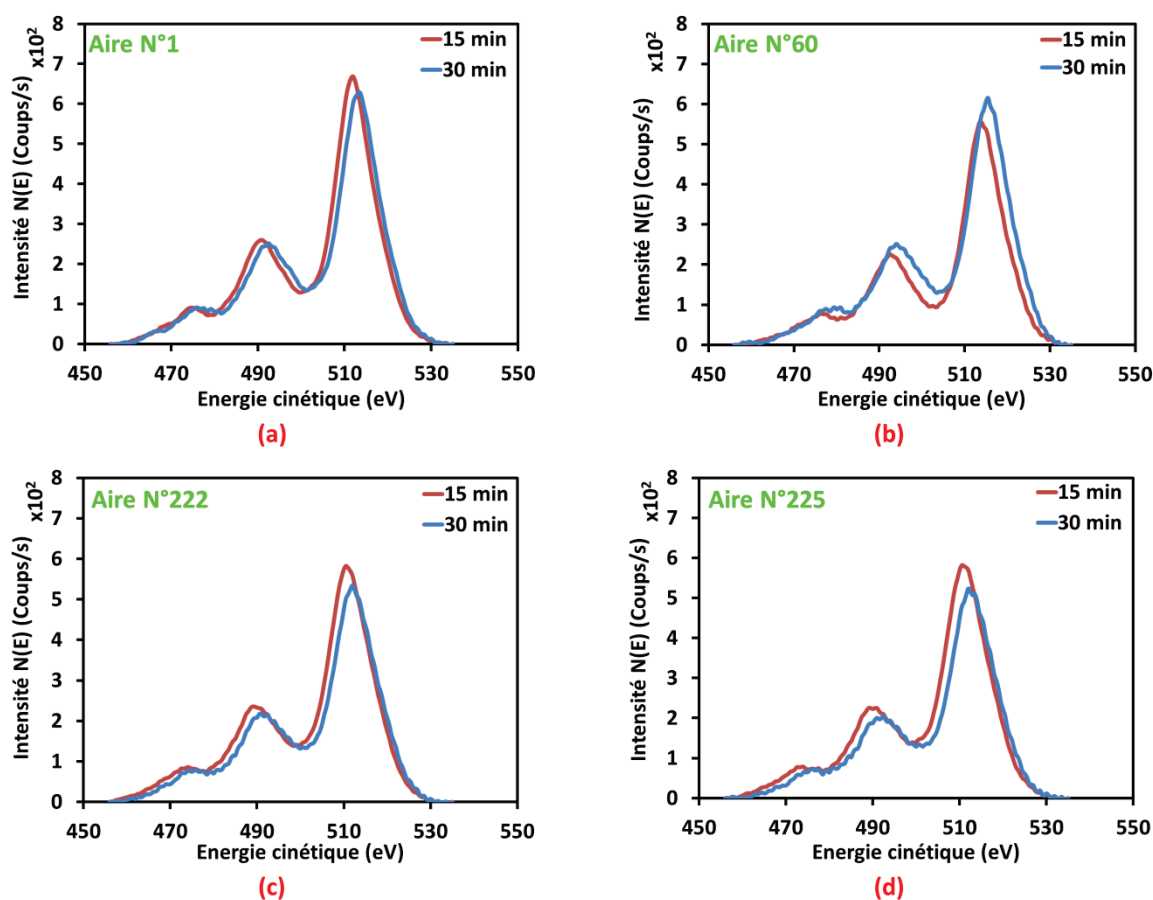 Aire N°1
15 min
30 min
x10²
Intensité N(E) (Coups/s)
8
7
6
5
4
3
2
1
0
450
470
490
510
530
550
Energie cinétique (eV)
(a)
Aire N°60
15 min
30 min
x10²
Intensité N(E) (Coups/s)
8
7
6
5
4
3
2
1
0
450
470
490
510
530
550
Energie cinétique (eV)
(b)
Aire N°222
15 min
30 min
x10²
Intensité N(E) (Coups/s)
8
7
6
5
4
3
2
1
0
450
470
490
510
530
550
Energie cinétique (eV)
(c)
Aire N°225
15 min
30 min
x10²
Intensité N(E) (Coups/s)
8
7
6
5
4
3
2
1
0
450
470
490
510
530
550
Energie cinétique (eV)
(d)